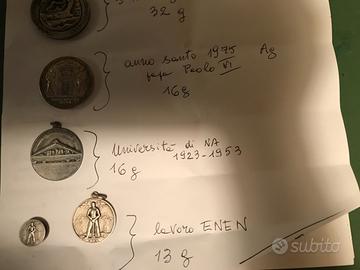 32 g
anno santo 1975 Ag
papa Paolo VI
16 g
Università di NA
1923-1953
16 g
lavoro ENEN
13 g
subito